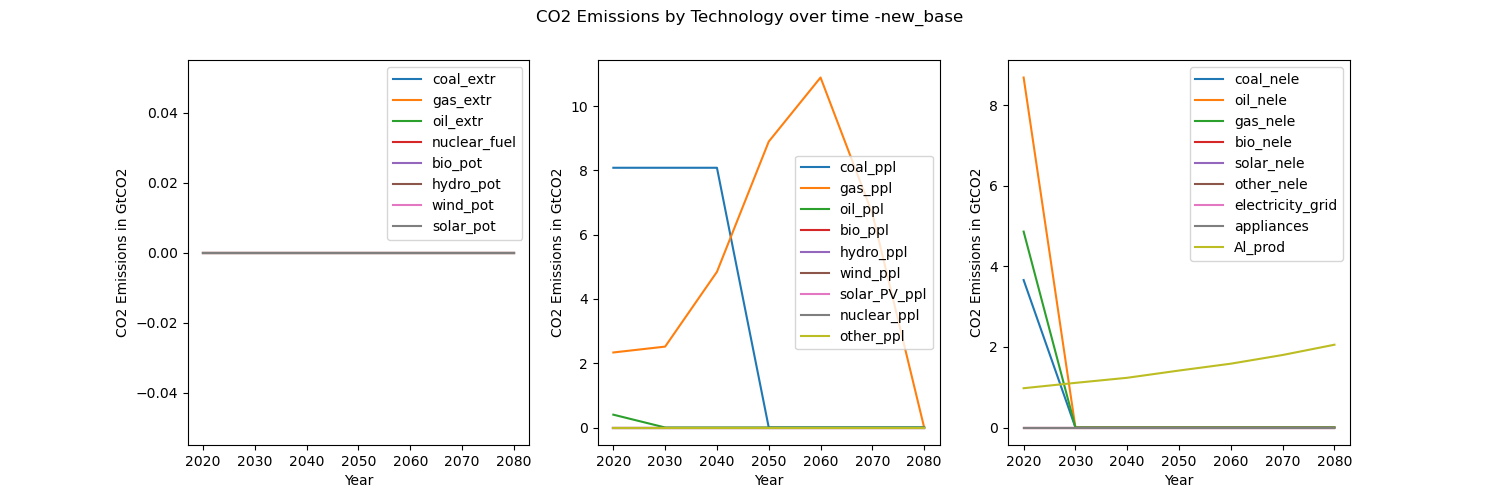 CO2 Emissions by Technology over time -new_base
CO2 Emissions in GtCO2
0.04
0.02
0.00
−0.02
−0.04
coal_extr
gas_extr
oil_extr
nuclear_fuel
bio_pot
hydro_pot
wind_pot
solar_pot
2020 2030 2040 2050 2060 2070 2080
Year
CO2 Emissions in GtCO2
10
8
6
4
2
0
coal_ppl
gas_ppl
oil_ppl
bio_ppl
hydro_ppl
wind_ppl
solar_PV_ppl
nuclear_ppl
other_ppl
2020 2030 2040 2050 2060 2070 2080
Year
CO2 Emissions in GtCO2
8
6
4
2
0
coal_nele
oil_nele
gas_nele
bio_nele
solar_nele
other_nele
electricity_grid
appliances
Al_prod
2020 2030 2040 2050 2060 2070 2080
Year